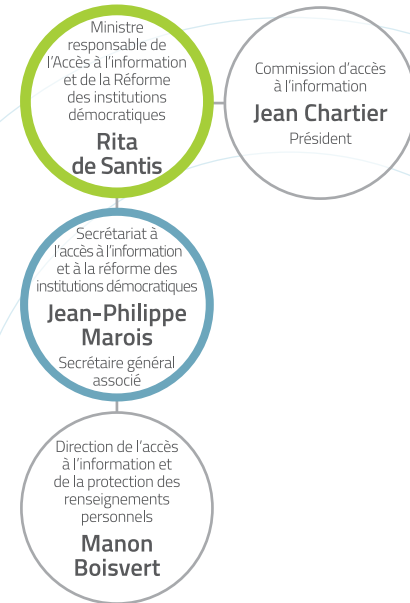 Ministre
responsable de
l'Accès à l'information
et de la Réforme
des institutions
démocratiques
Rita
de Santis
Commission d'accès
à l'information
Jean Chartier
Président
Secrétariat à
l'accès à l'information
et à la réforme des
institutions démocratiques
Jean-Philippe
Marois
Secrétaire général
associé
Direction de l'accès
à l'information et
de la protection des
renseignements
personnels
Manon
Boisvert